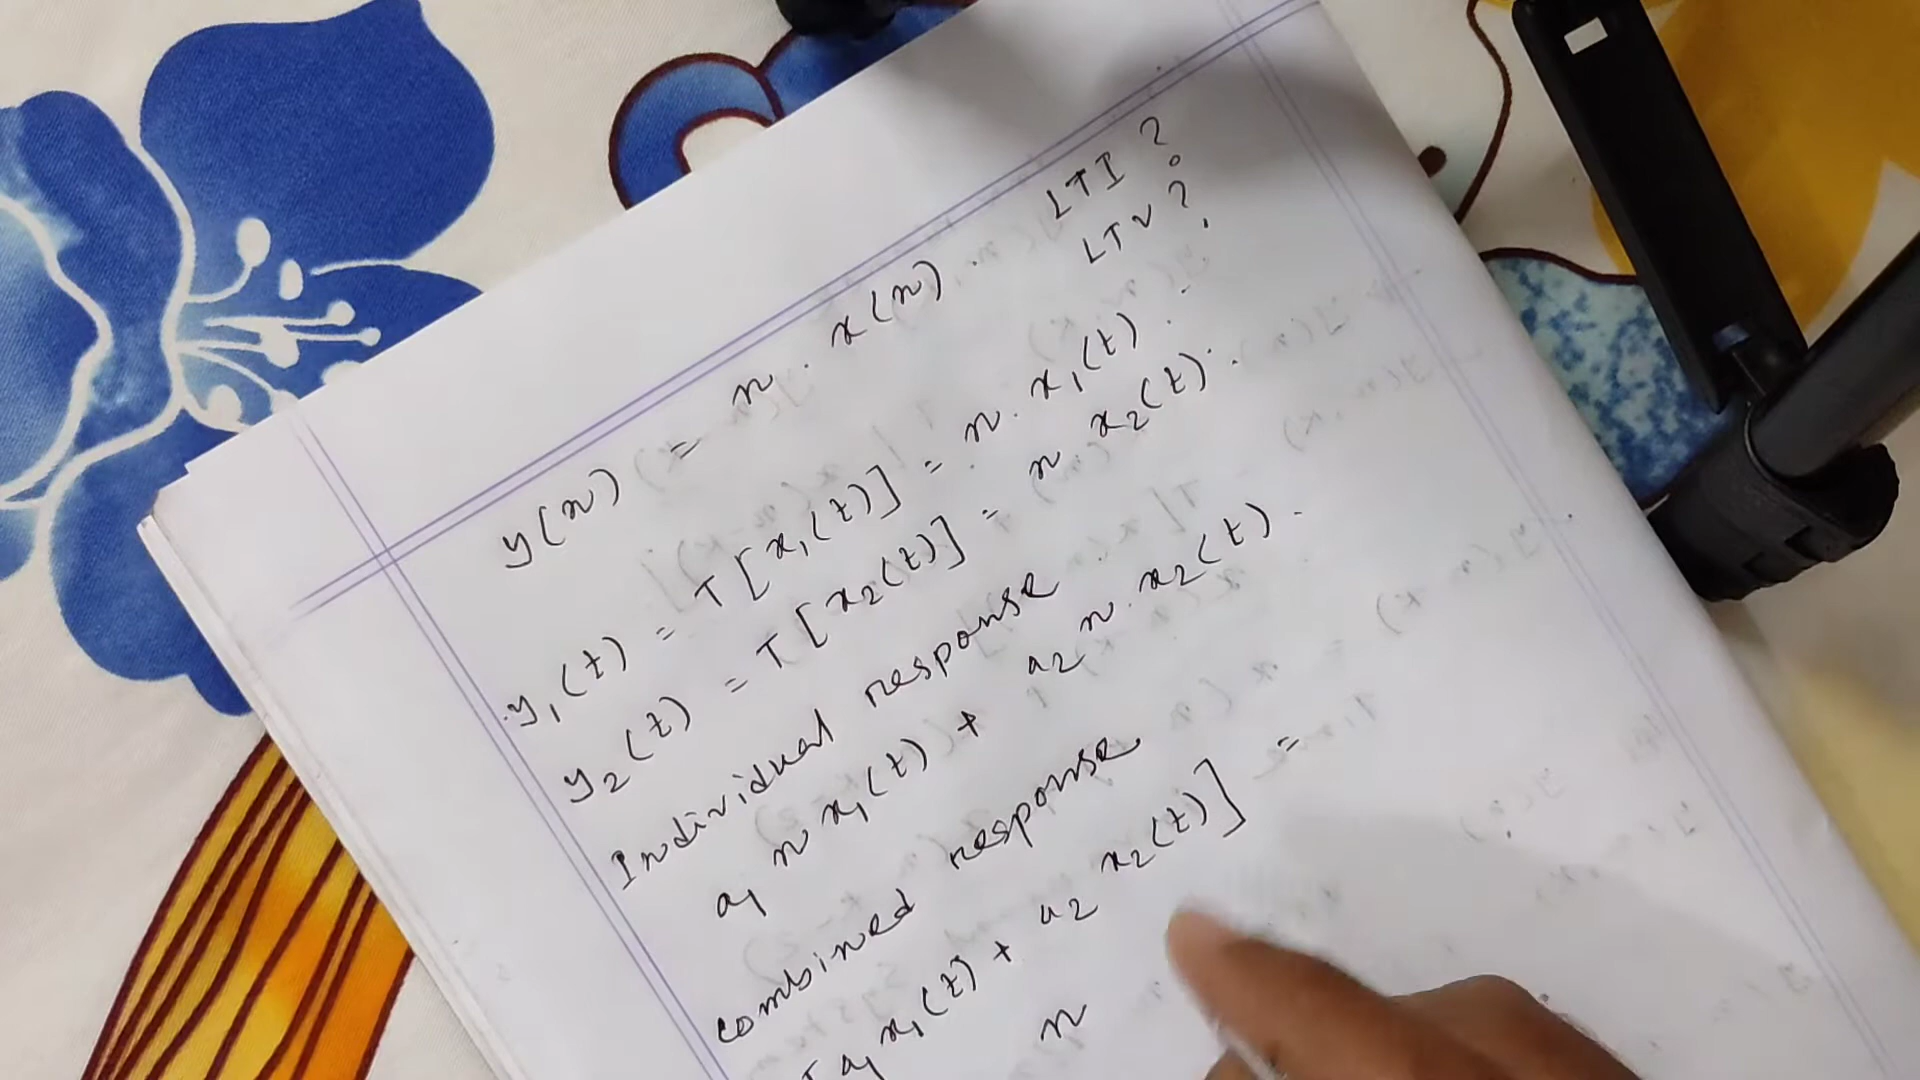 y(n) = n . x(n) . LTI ?
LTV ?
y₁(t) = T[x₁(t)] = n . x₁(t) .
y₂(t) = T[x₂(t)] = n x₂(t) .
Individual response
a₁ n x₁(t) + a₂ n . x₂(t) .
combined response
T[a₁ x₁(t) + a₂ x₂(t)] =
n